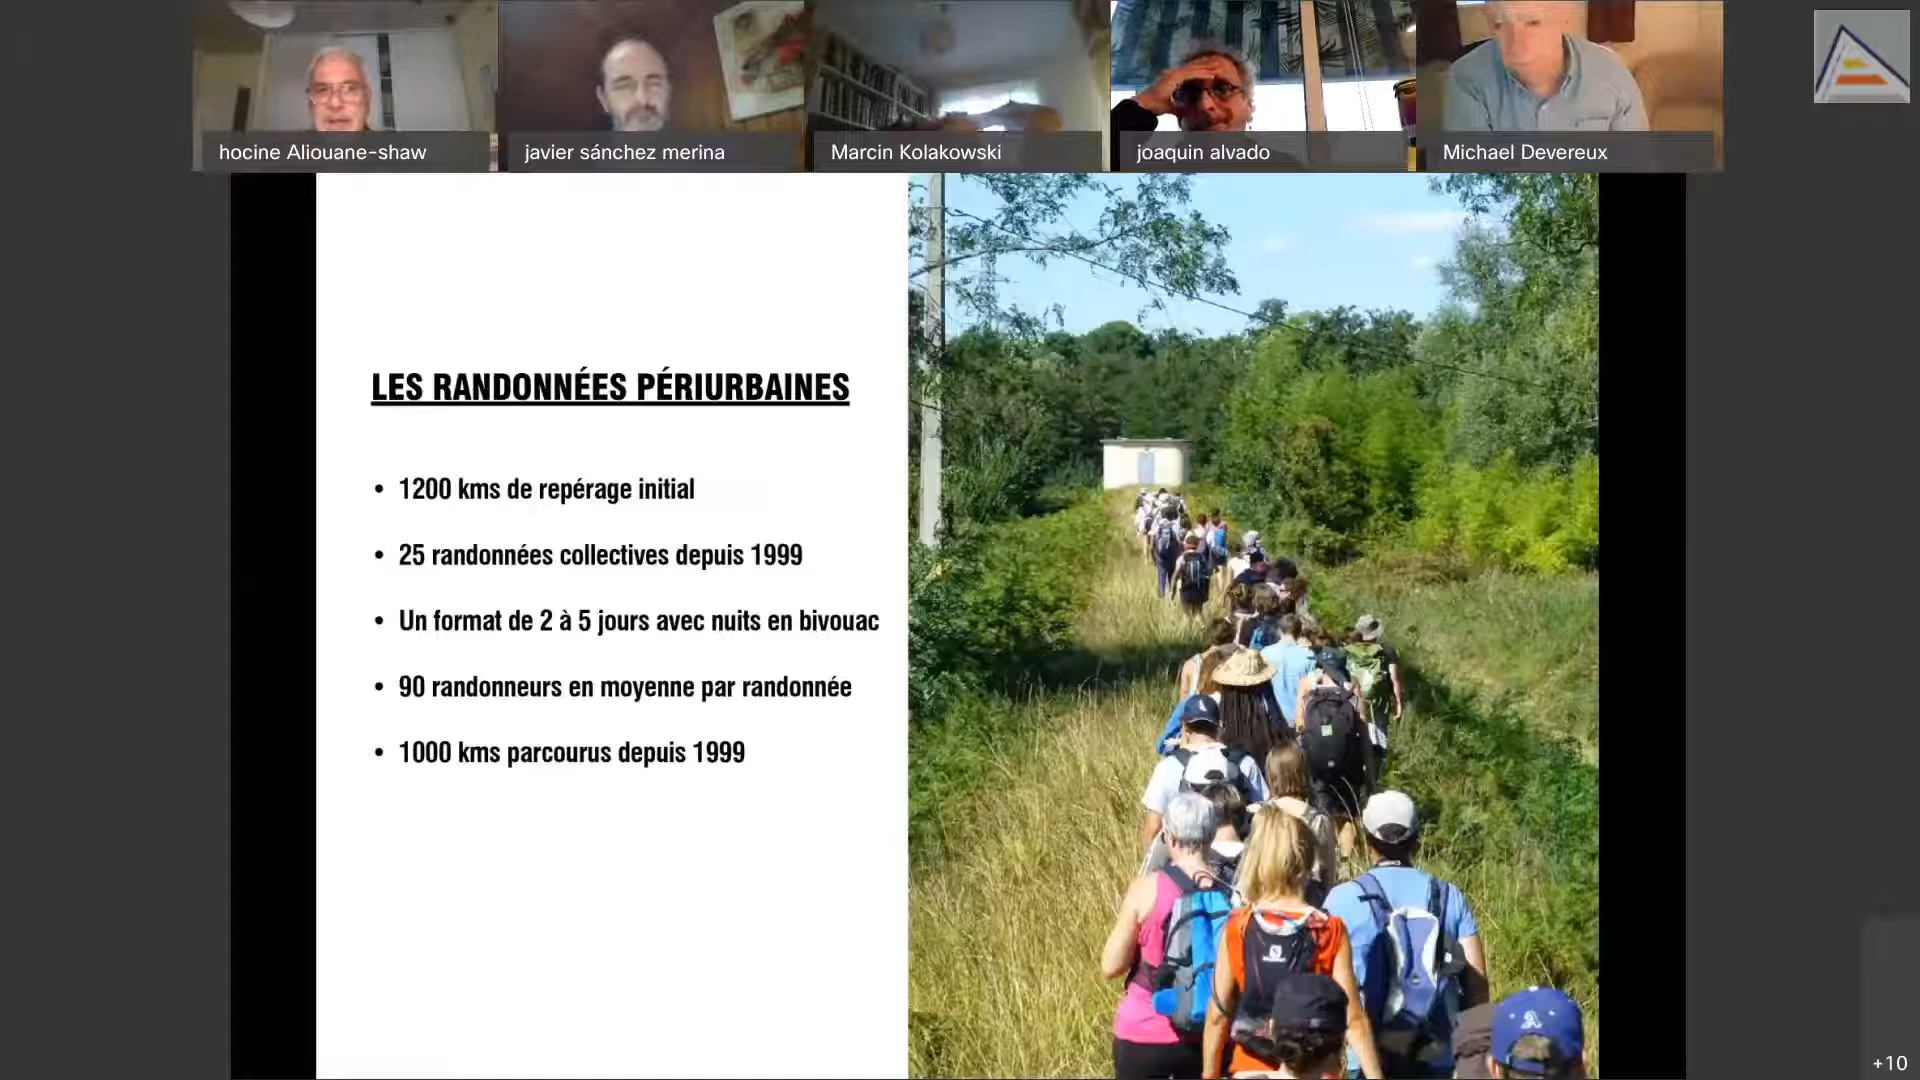 hocine Aliouane-shaw
javier sánchez merina
Marcin Kolakowski
joaquin alvado
Michael Devereux
LES RANDONNÉES PÉRIURBAINES
• 1200 kms de repérage initial
• 25 randonnées collectives depuis 1999
• Un format de 2 à 5 jours avec nuits en bivouac
• 90 randonneurs en moyenne par randonnée
• 1000 kms parcourus depuis 1999
A
+10